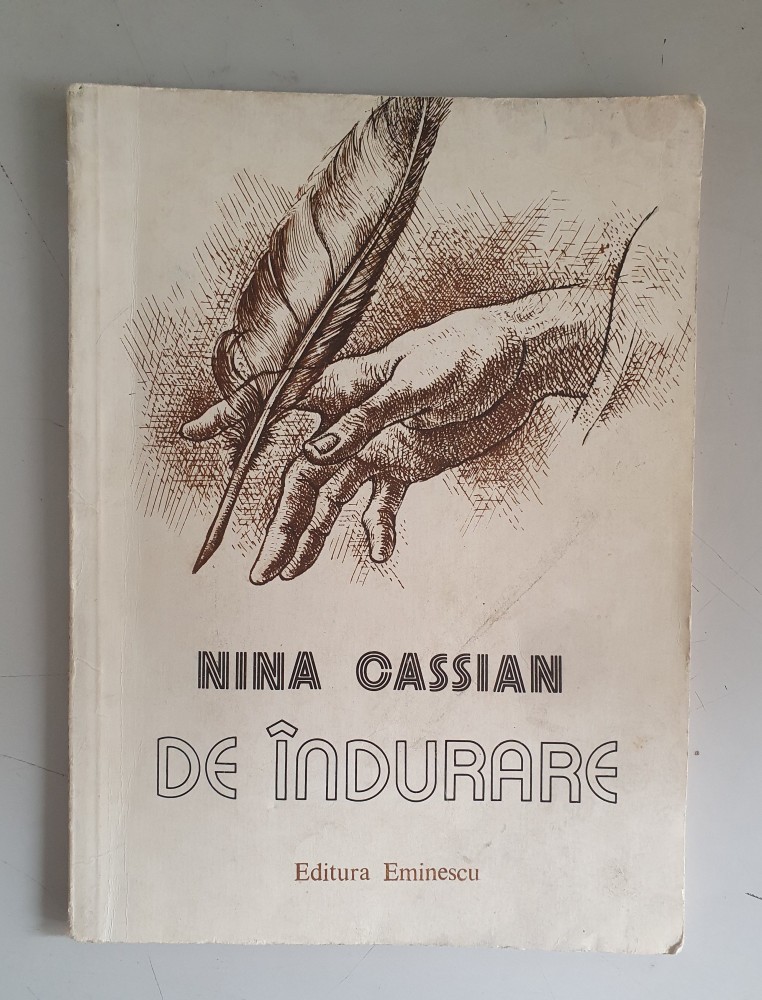 NINA CASSIAN
DE ÎNDURARE
Editura Eminescu